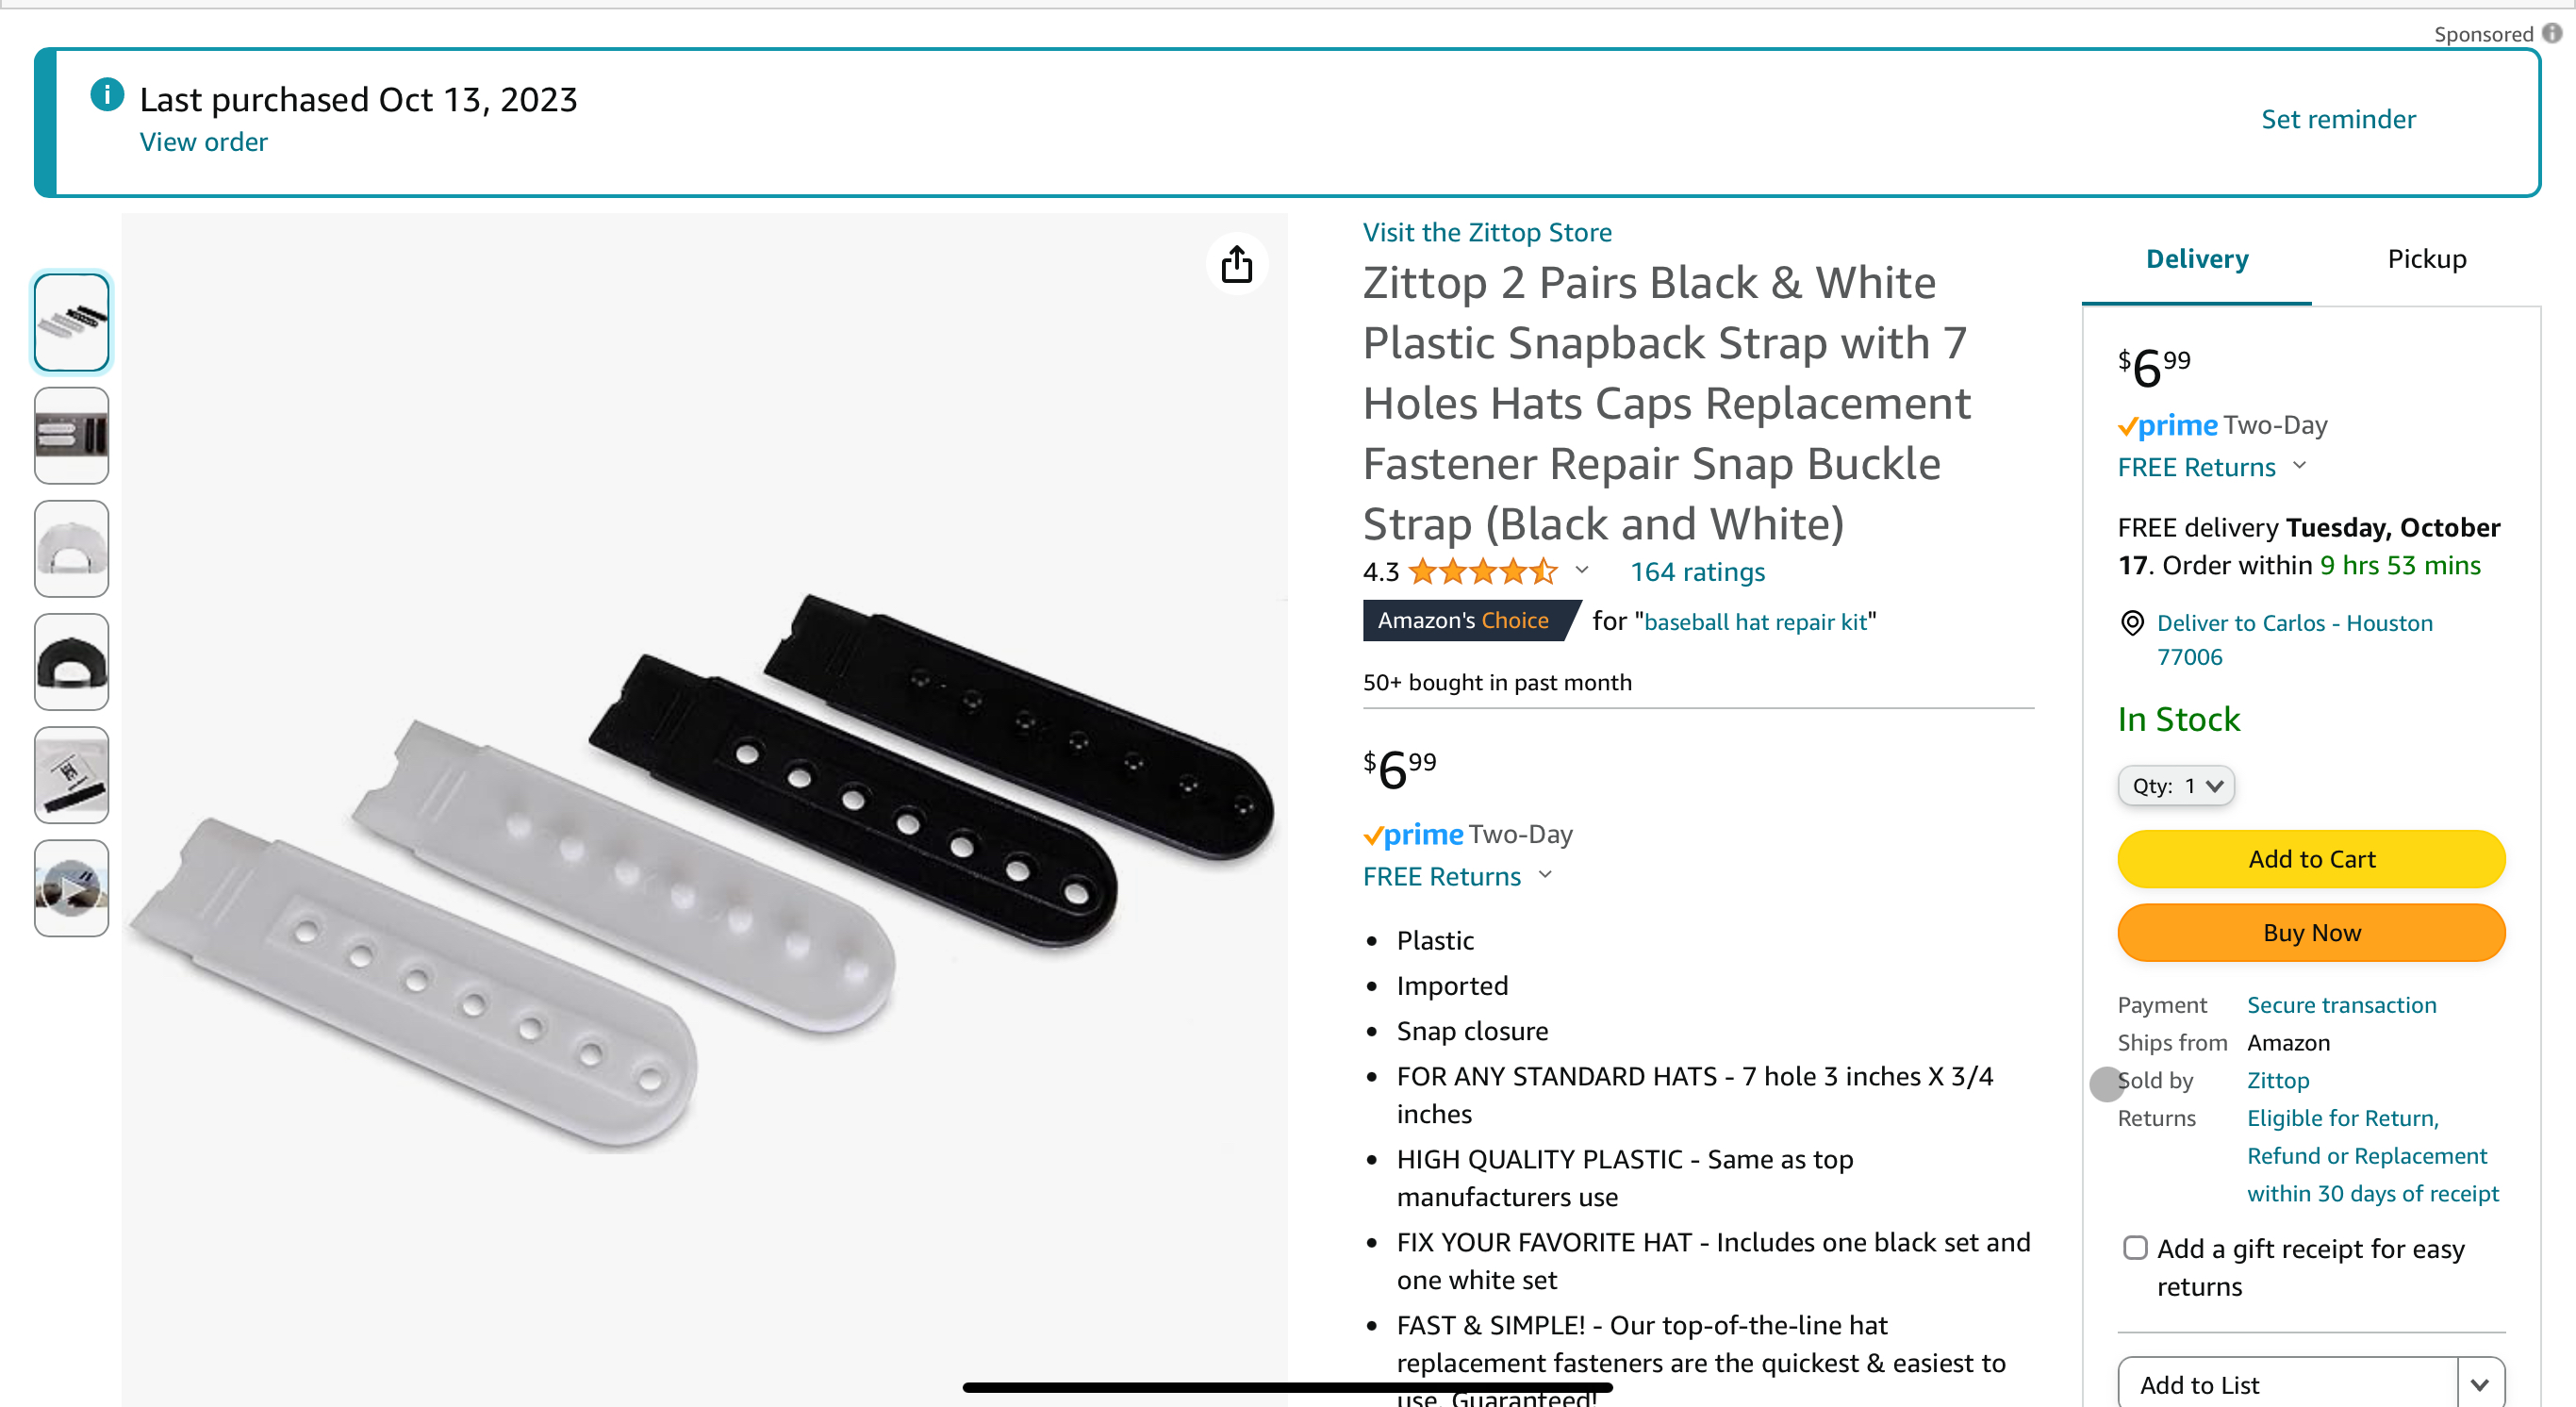 Sponsored
Last purchased Oct 13, 2023
View order
Set reminder
Visit the Zittop Store
Zittop 2 Pairs Black & White
Plastic Snapback Strap with 7
Holes Hats Caps Replacement
Fastener Repair Snap Buckle
Strap (Black and White)
4.3 164 ratings
Amazon's Choice for "baseball hat repair kit"
50+ bought in past month
$6 99
prime Two-Day
FREE Returns
• Plastic
• Imported
• Snap closure
• FOR ANY STANDARD HATS - 7 hole 3 inches X 3/4
inches
• HIGH QUALITY PLASTIC - Same as top
manufacturers use
• FIX YOUR FAVORITE HAT - Includes one black set and
one white set
• FAST & SIMPLE! - Our top-of-the-line hat
replacement fasteners are the quickest & easiest to
use. Guaranteed!
Delivery Pickup
$6 99
prime Two-Day
FREE Returns
FREE delivery Tuesday, October
17. Order within 9 hrs 53 mins
Deliver to Carlos - Houston
77006
In Stock
Qty: 1
Add to Cart
Buy Now
Payment Secure transaction
Ships from Amazon
Sold by Zittop
Returns Eligible for Return,
Refund or Replacement
within 30 days of receipt
Add a gift receipt for easy
returns
Add to List